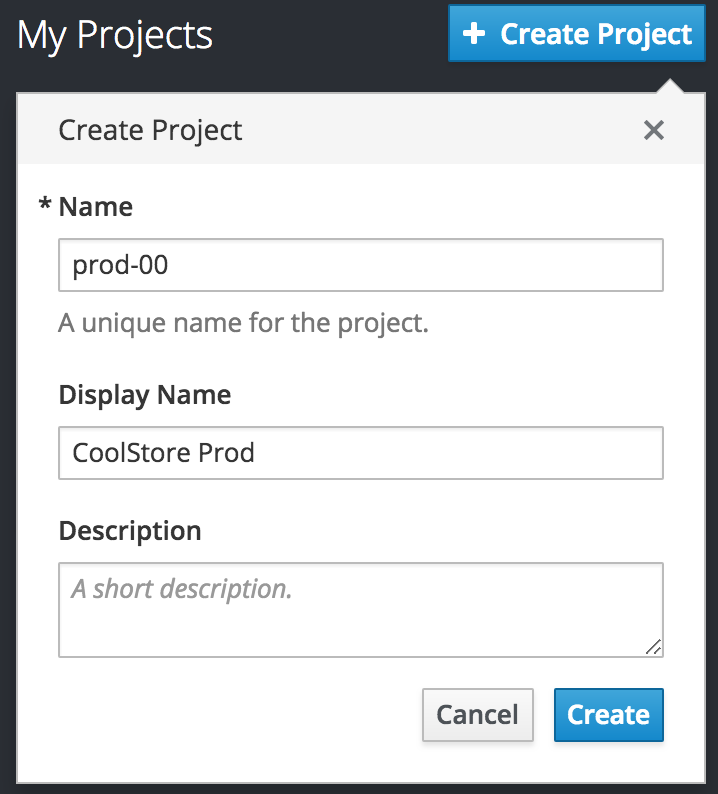 My Projects
+ Create Project
Create Project
* Name
prod-00
A unique name for the project.
Display Name
CoolStore Prod
Description
A short description.
Cancel
Create